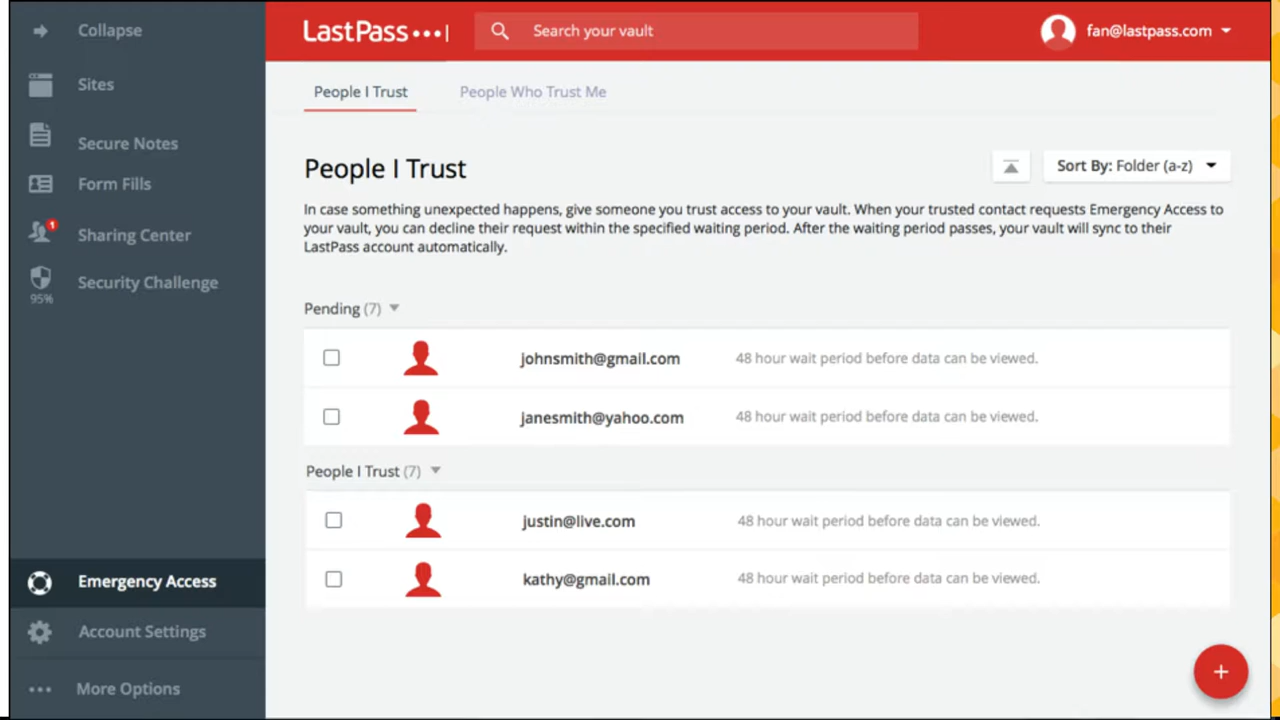 Collapse
Sites
Secure Notes
Form Fills
1
Sharing Center
Security Challenge
95%
Emergency Access
Account Settings
More Options
LastPass•••|
Search your vault
fan@lastpass.com
People I Trust
People Who Trust Me
People I Trust
Sort By: Folder (a-z)
In case something unexpected happens, give someone you trust access to your vault. When your trusted contact requests Emergency Access to
your vault, you can decline their request within the specified waiting period. After the waiting period passes, your vault will sync to their
LastPass account automatically.
Pending (7)
johnsmith@gmail.com 48 hour wait period before data can be viewed.
janesmith@yahoo.com 48 hour wait period before data can be viewed.
People I Trust (7)
justin@live.com 48 hour wait period before data can be viewed.
kathy@gmail.com 48 hour wait period before data can be viewed.
+